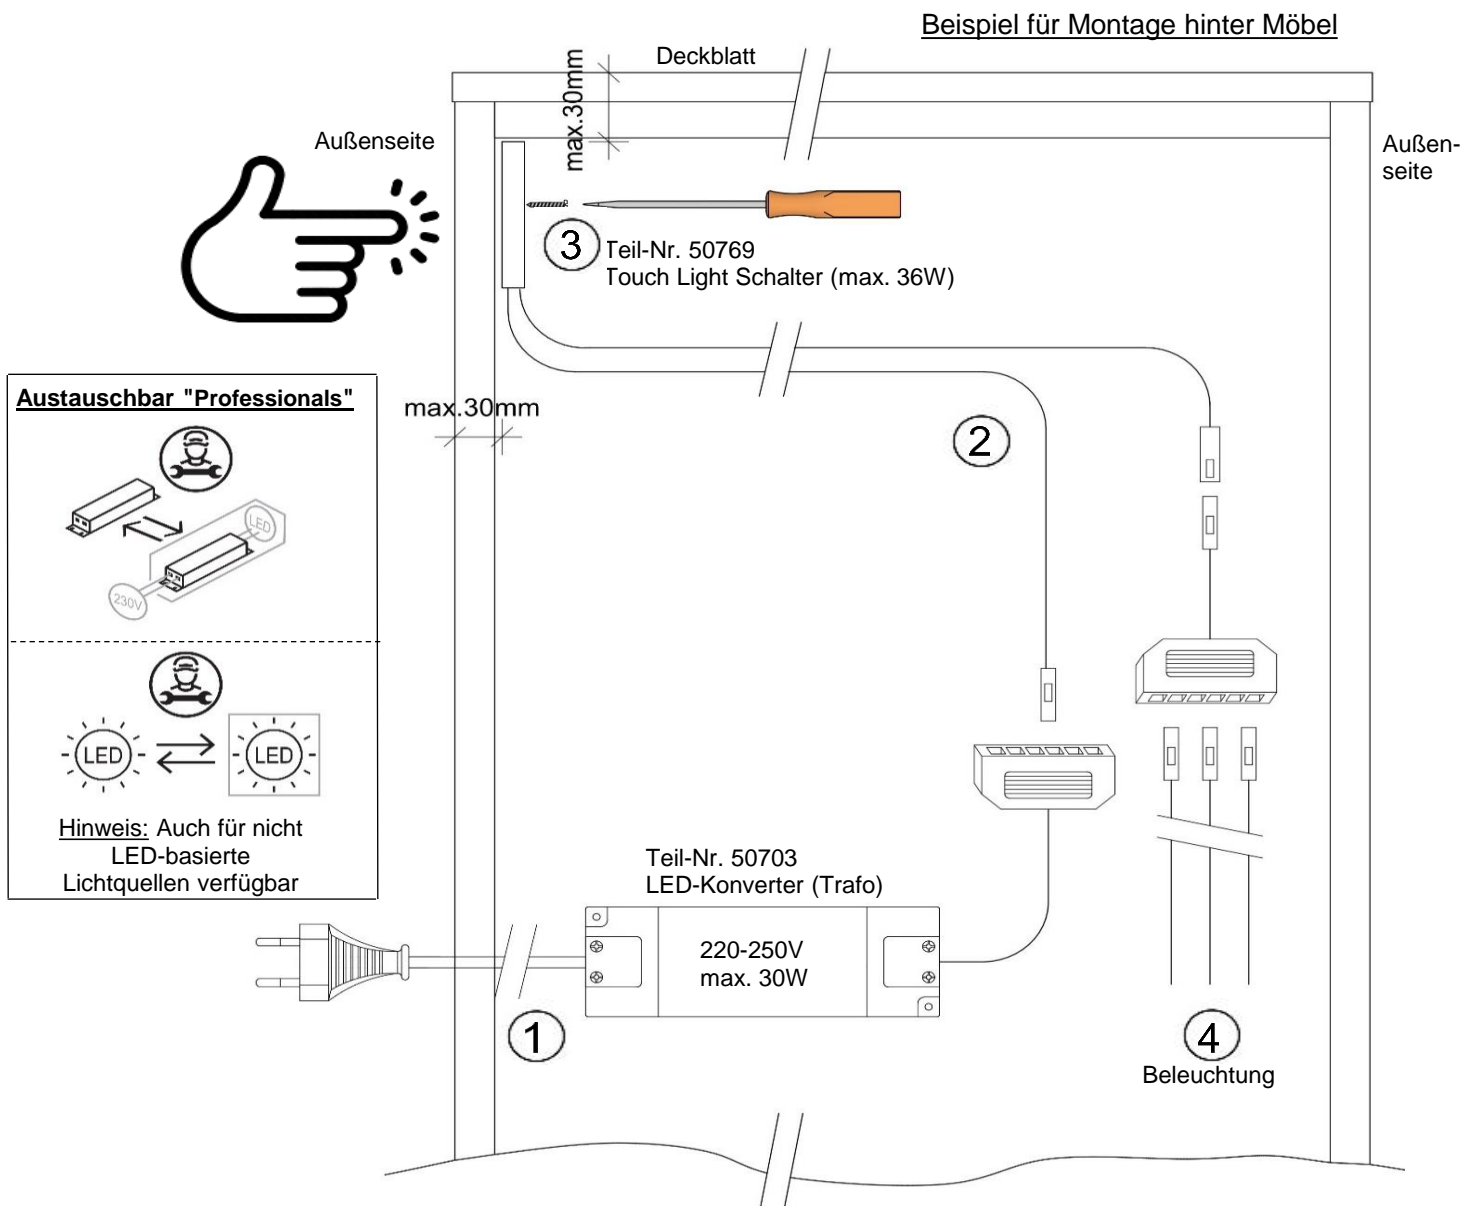 Beispiel für Montage hinter Möbel
Deckblatt
max.30mm
Außenseite
Außen-
seite
3
Teil-Nr. 50769
Touch Light Schalter (max. 36W)
Austauschbar "Professionals"
LED
230V
LED
LED
Hinweis: Auch für nicht
LED-basierte
Lichtquellen verfügbar
max.30mm
2
Teil-Nr. 50703
LED-Konverter (Trafo)
220-250V
max. 30W
1
4
Beleuchtung